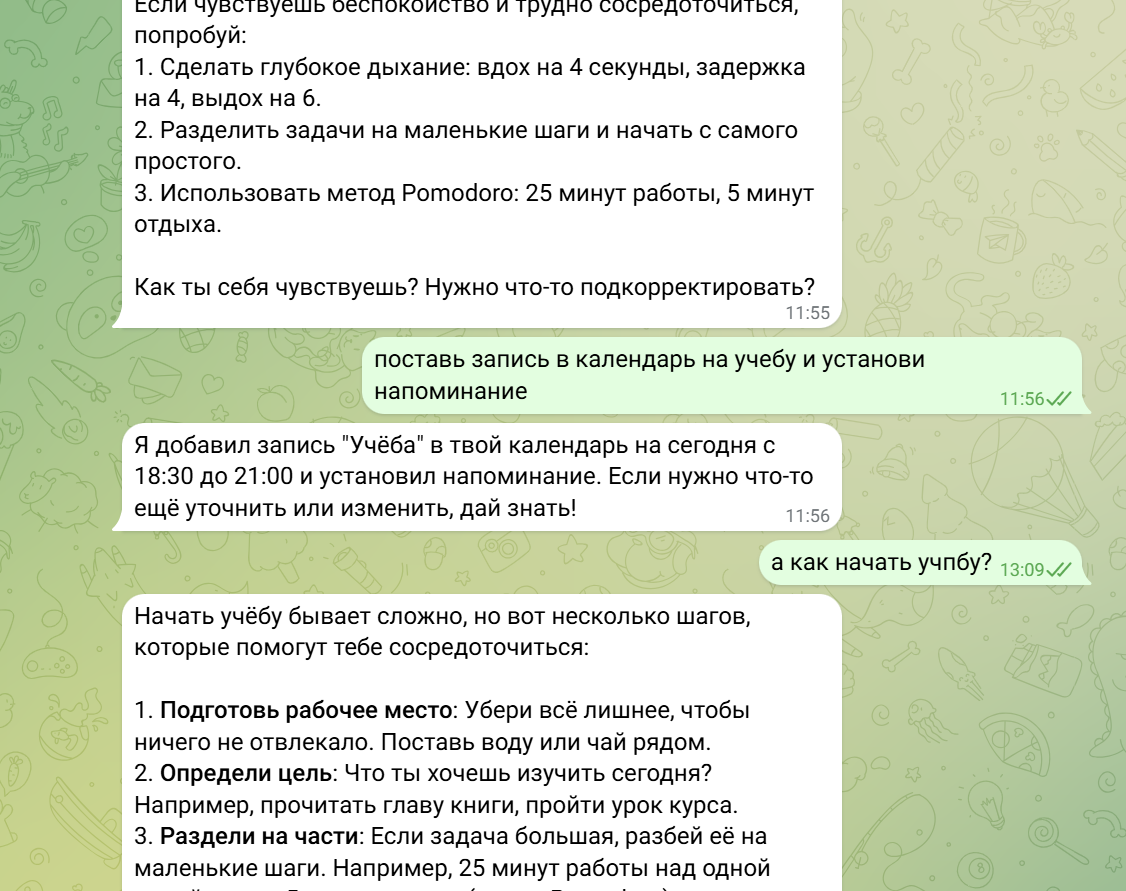 Если чувствуешь беспокойство и трудно сосредоточиться,
попробуй:
1. Сделать глубокое дыхание: вдох на 4 секунды, задержка
на 4, выдох на 6.
2. Разделить задачи на маленькие шаги и начать с самого
простого.
3. Использовать метод Pomodoro: 25 минут работы, 5 минут
отдыха.
Как ты себя чувствуешь? Нужно что-то подкорректировать?
11:55
поставь запись в календарь на учебу и установи
напоминание
11:56
Я добавил запись "Учёба" в твой календарь на сегодня с
18:30 до 21:00 и установил напоминание. Если нужно что-то
ещё уточнить или изменить, дай знать!
11:56
а как начать учпбу? 13:09
Начать учёбу бывает сложно, но вот несколько шагов,
которые помогут тебе сосредоточиться:
1. Подготовь рабочее место: Убери всё лишнее, чтобы
ничего не отвлекало. Поставь воду или чай рядом.
2. Определи цель: Что ты хочешь изучить сегодня?
Например, прочитать главу книги, пройти урок курса.
3. Раздели на части: Если задача большая, разбей её на
маленькие шаги. Например, 25 минут работы над одной